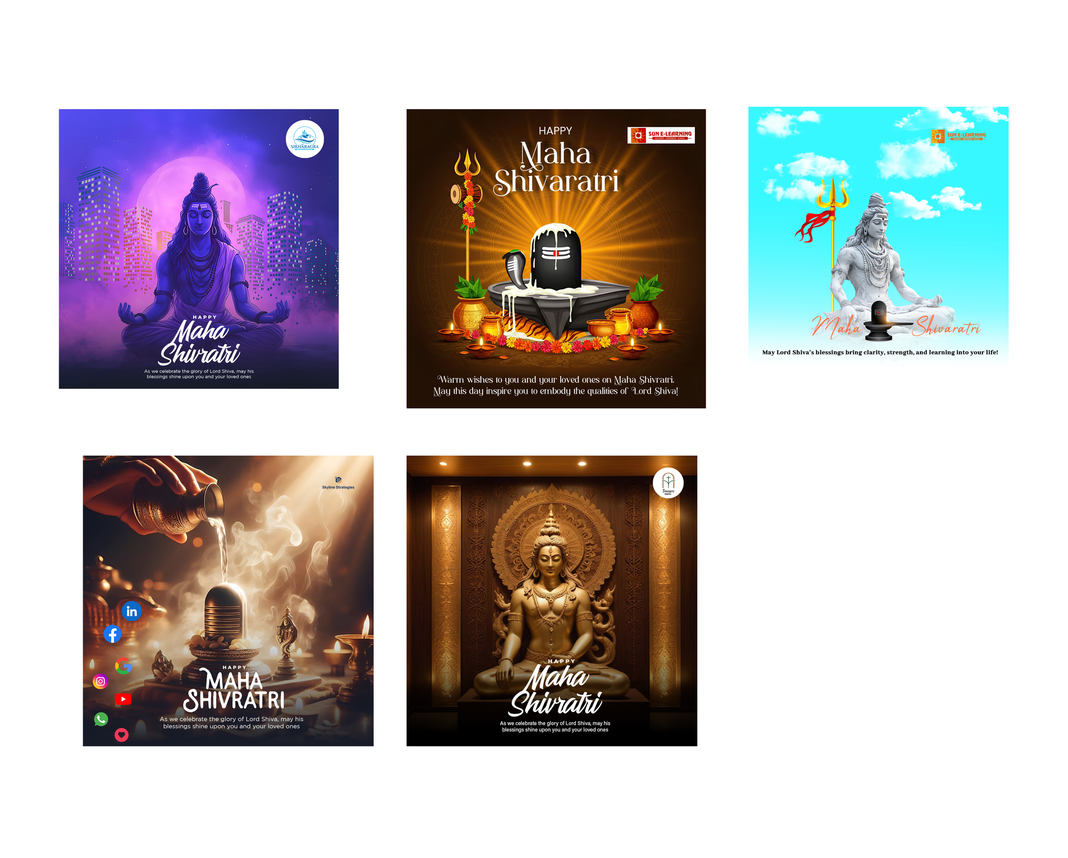 HAPPY
Maha
Shivratri
As we celebrate the glory of Lord Shiva, may his
blessings shine upon you and your loved ones
HAPPY
Maha
Shivaratri
SUN E-LEARNING
Warm wishes to you and your loved ones on Maha Shivratri.
May this day inspire you to embody the qualities of Lord Shiva!
SUN E-LEARNING
Maha Shivaratri
May Lord Shiva's blessings bring clarity, strength, and learning into your life!
Skyline Strategies
in
f
G
HAPPY
MAHA
SHIVRATRI
As we celebrate the glory of Lord Shiva, may his
blessings shine upon you and your loved ones
HAPPY
Maha
Shivratri
As we celebrate the glory of Lord Shiva, may his
blessings shine upon you and your loved ones